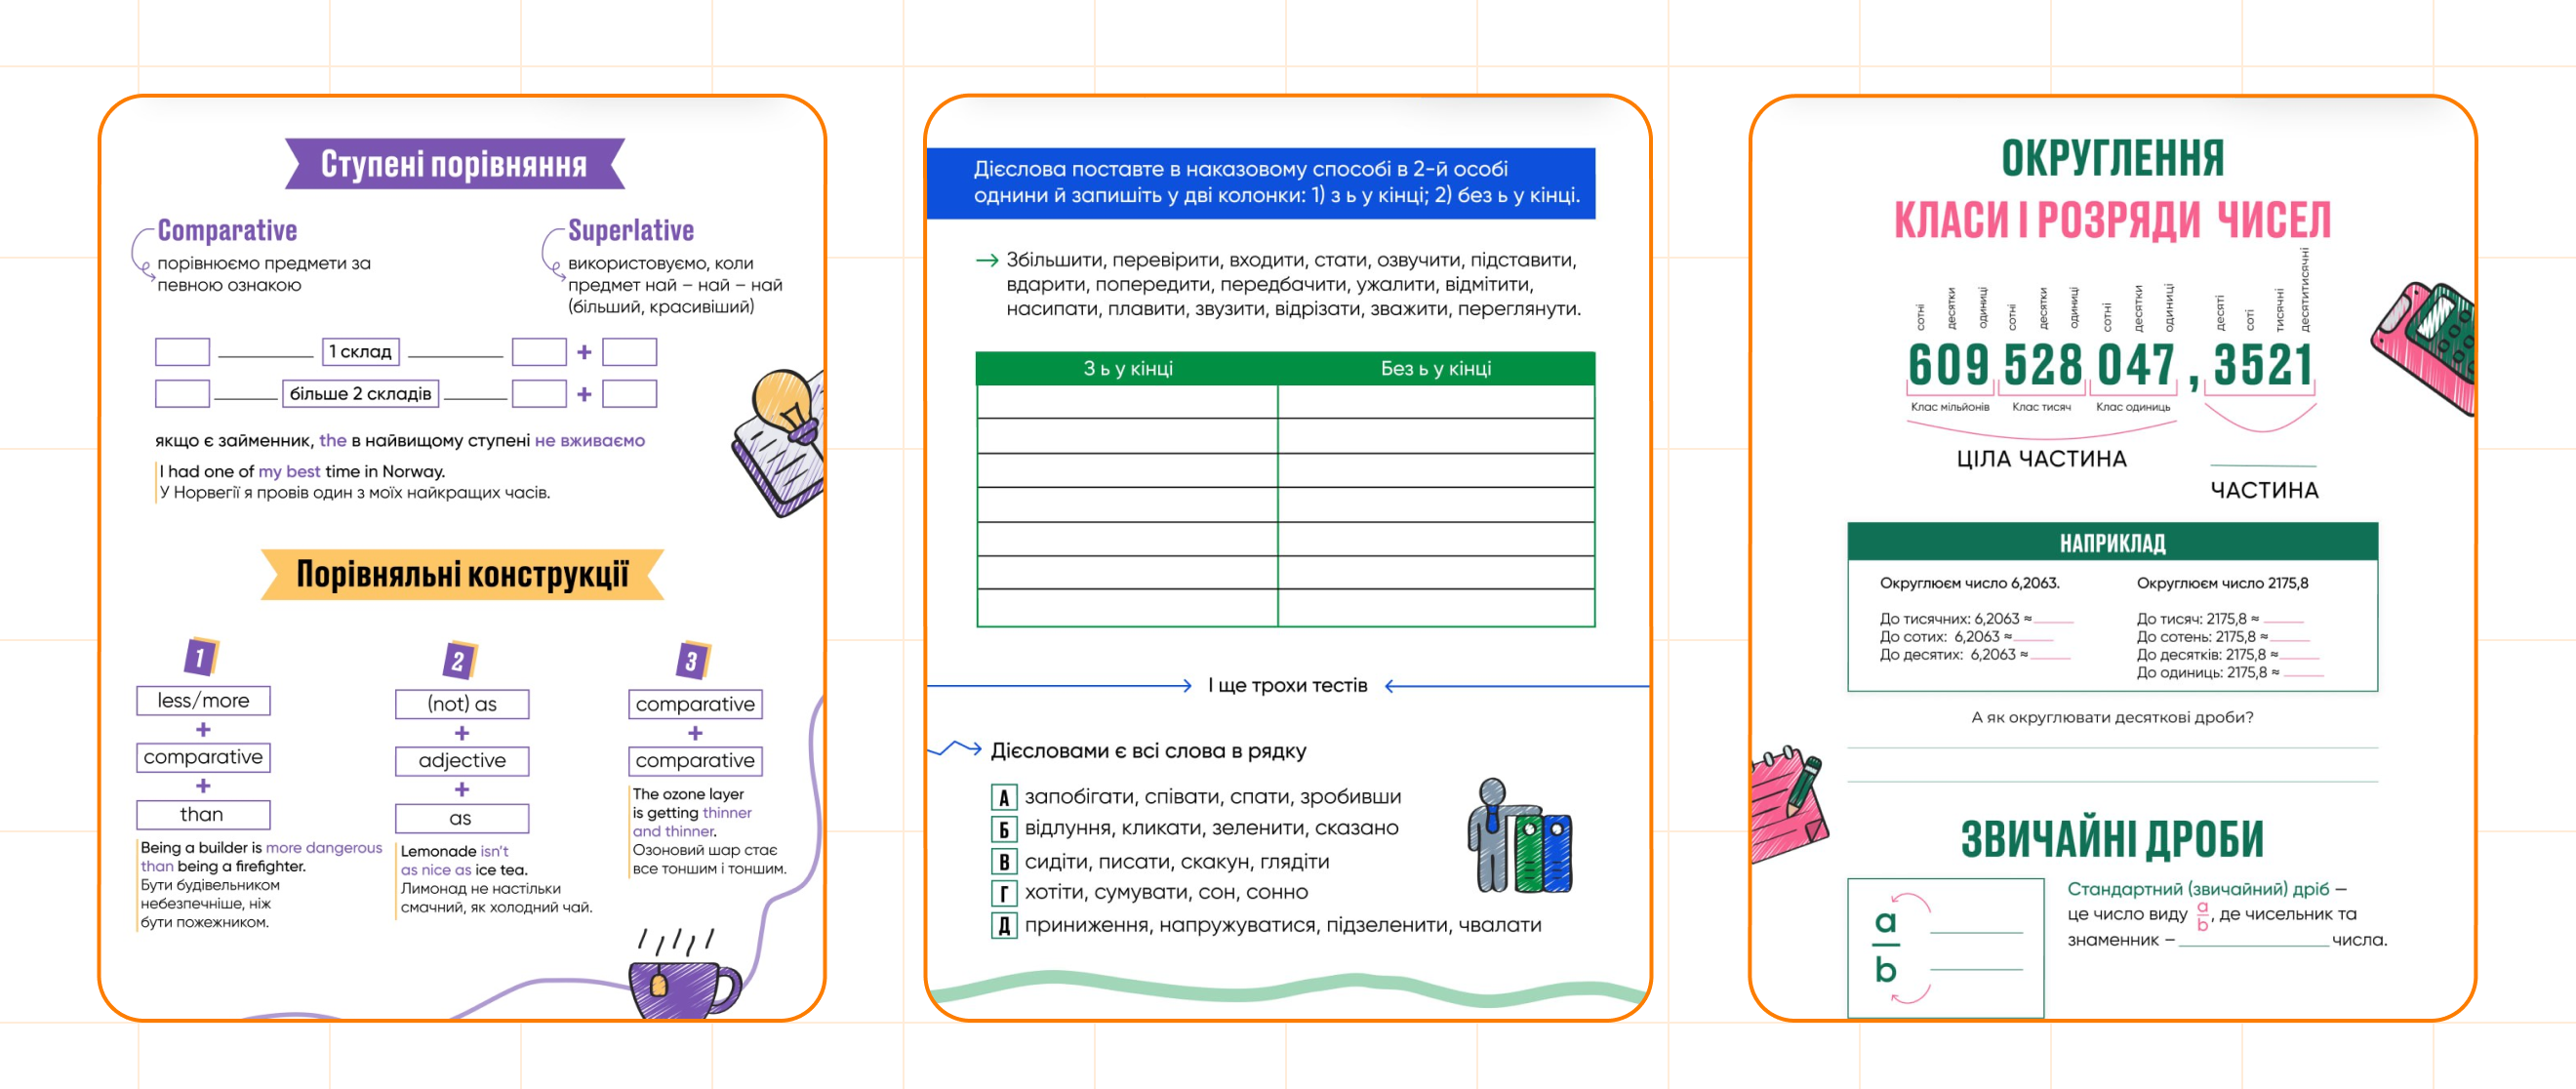 Ступені порівняння
Comparative
порівнюємо предмети за
певною ознакою
Superlative
використовуємо, коли
предмет най – най – най
(більший, красивіший)
1 склад
+
більше 2 складів
+
якщо є займенник, the в найвищому ступені не вживаємо
I had one of my best time in Norway.
У Норвегії я провів один з моїх найкращих часів.
Порівняльні конструкції
1
less/more
+
comparative
+
than
Being a builder is more dangerous
than being a firefighter.
Бути будівельником
небезпечніше, ніж
бути пожежником.
2
(not) as
+
adjective
+
as
Lemonade isn't
as nice as ice tea.
Лимонад не настільки
смачний, як холодний чай.
3
comparative
+
comparative
The ozone layer
is getting thinner
and thinner.
Озоновий шар стає
все тоншим і тоншим.
Дієслова поставте в наказовому способі в 2-й особі
однини й запишіть у дві колонки: 1) з ь у кінці; 2) без ь у кінці.
Збільшити, перевірити, входити, стати, озвучити, підставити,
вдарити, попередити, передбачити, ужалити, відмітити,
насипати, плавити, звузити, відрізати, зважити, переглянути.
З ь у кінці
Без ь у кінці
І ще трохи тестів
Дієсловами є всі слова в рядку
А запобігати, співати, спати, зробивши
Б відлуння, кликати, зеленити, сказано
В сидіти, писати, скакун, глядіти
Г хотіти, сумувати, сон, сонно
Д приниження, напружуватися, підзеленити, чвалати
ОКРУГЛЕННЯ
КЛАСИ І РОЗРЯДИ ЧИСЕЛ
сотні десятки одиниці сотні десятки одиниці сотні десятки одиниці десяті соті тисячні десятитисячні
609 528 047 , 3521
Клас мільйонів Клас тисяч Клас одиниць
ЦІЛА ЧАСТИНА
ЧАСТИНА
НАПРИКЛАД
Округлюєм число 6,2063.
До тисячних: 6,2063 ≈
До сотих: 6,2063 ≈
До десятих: 6,2063 ≈
Округлюєм число 2175,8
До тисяч: 2175,8 ≈
До сотень: 2175,8 ≈
До десятків: 2175,8 ≈
До одиниць: 2175,8 ≈
А як округлювати десяткові дроби?
ЗВИЧАЙНІ ДРОБИ
a
b
Стандартний (звичайний) дріб –
це число виду a/b, де чисельник та
знаменник – числа.